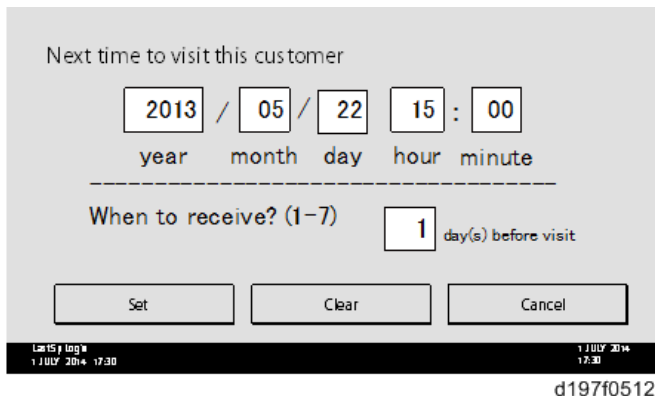 Next time to visit this customer
2013 / 05 / 22 15 : 00
year month day hour minute
When to receive? (1-7) 1 day(s) before visit
Set Clear Cancel
1 JULY 2014
1 JULY 2014 17:30 17:30
d197f0512